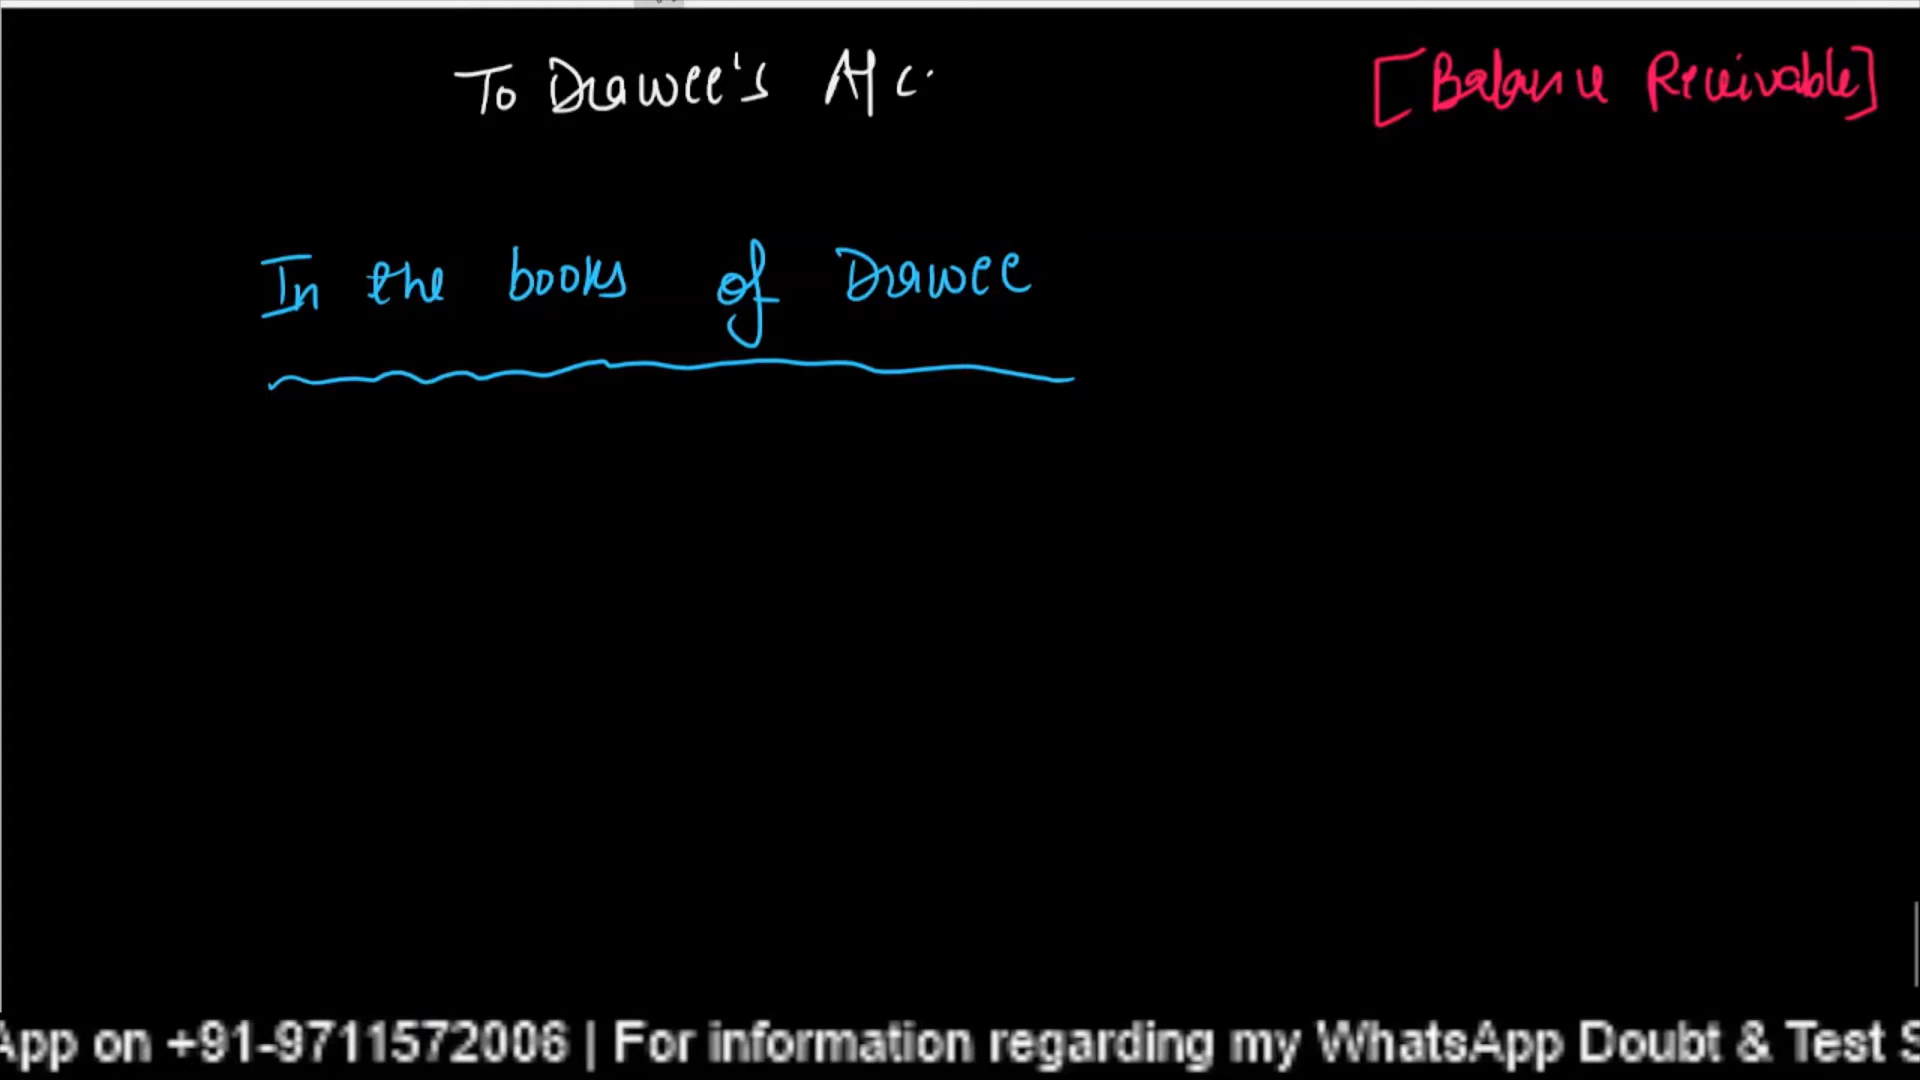 To Drawee's A/c.
[Balance Receivable]
In the books of Drawee
App on +91-9711572006 | For information regarding my WhatsApp Doubt & Test S